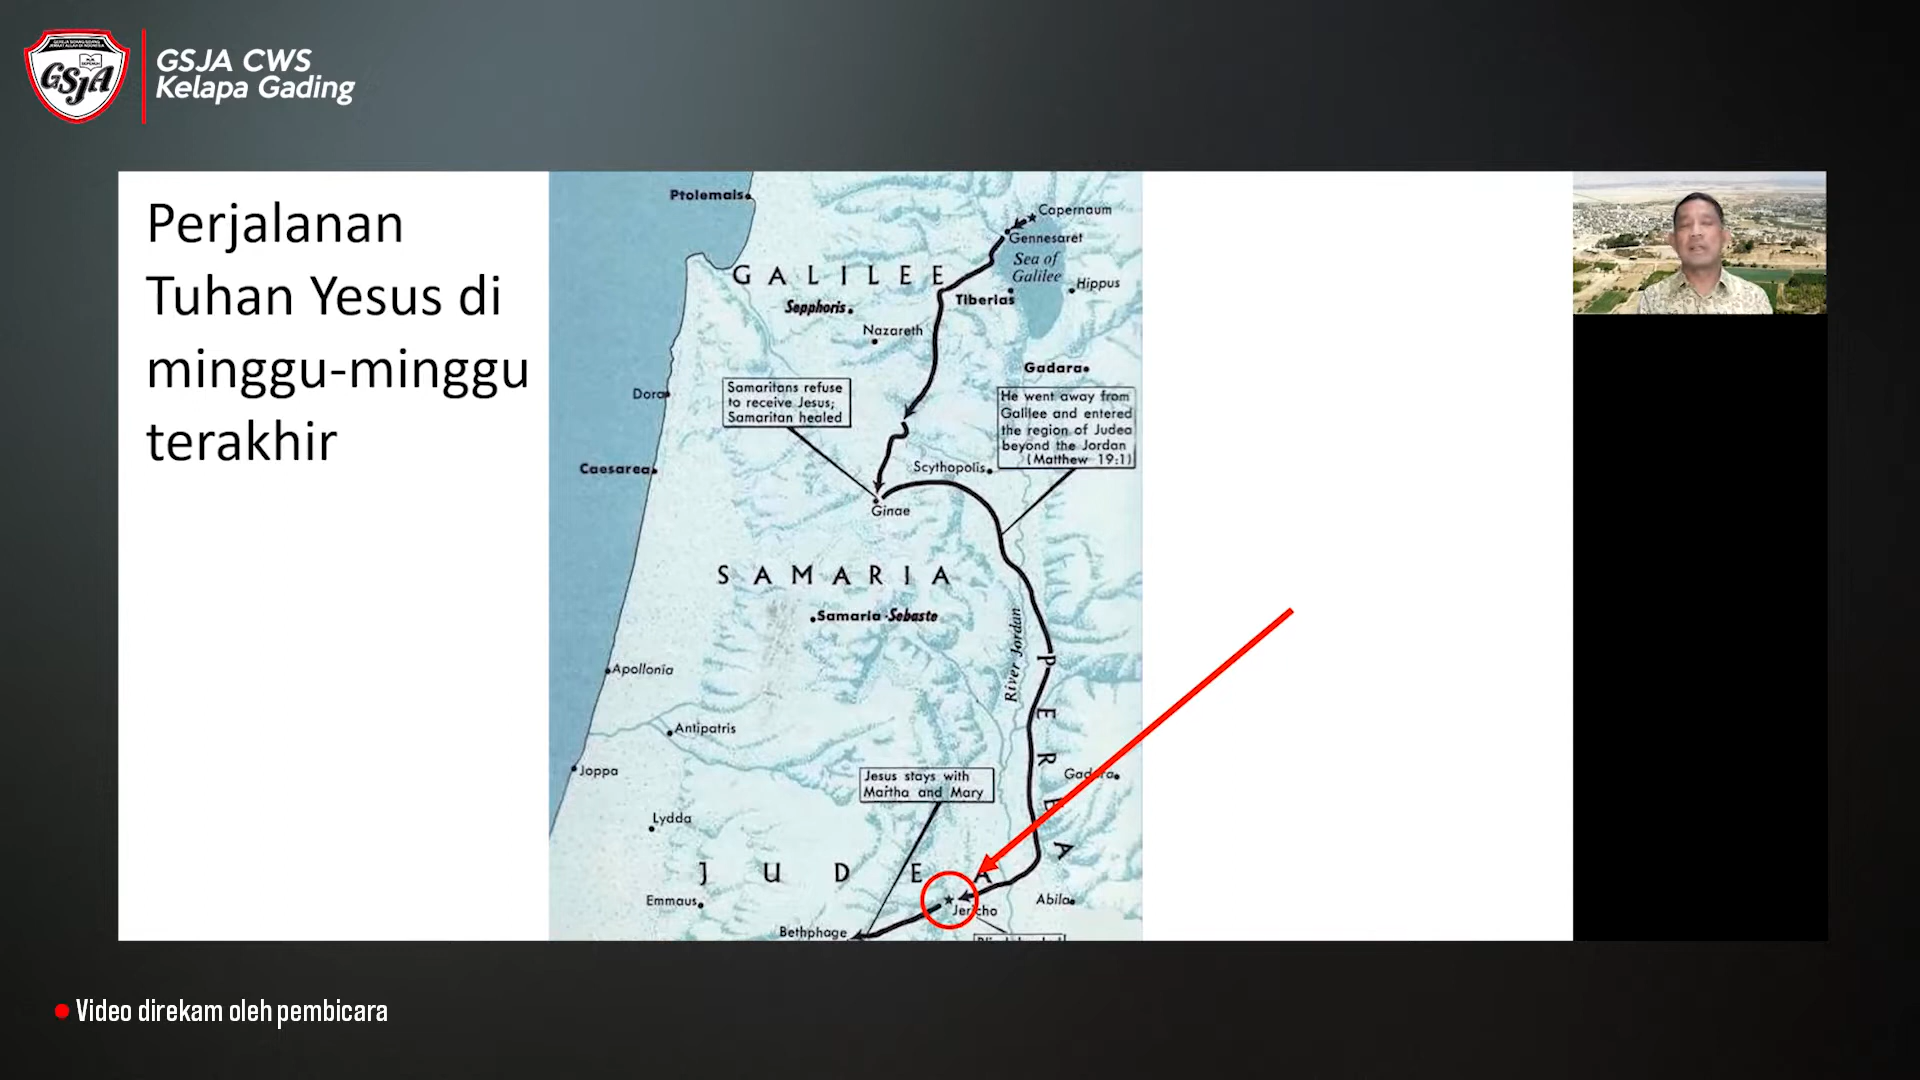 GSJA
GSJA CWS
Kelapa Gading
Perjalanan
Tuhan Yesus di
minggu-minggu
terakhir
Ptolemais
Capernaum
Gennesaret
Sea of
Galilee
GALILEE
Hippus
Tiberias
Sepphoris
Nazareth
Gadara
Samaritans refuse
to receive Jesus;
Samaritan healed
Dora
He went away from
Galilee and entered
the region of Judea
beyond the Jordan
(Matthew 19:1)
Caesarea
Scythopolis
Ginae
SAMARIA
Samaria-Sebaste
River Jordan
PEREA
Apollonia
Antipatris
Joppa
Jesus stays with
Martha and Mary
Gadara
Lydda
JUDEA
Emmaus
Jericho
Abila
Bethphage
Video direkam oleh pembicara